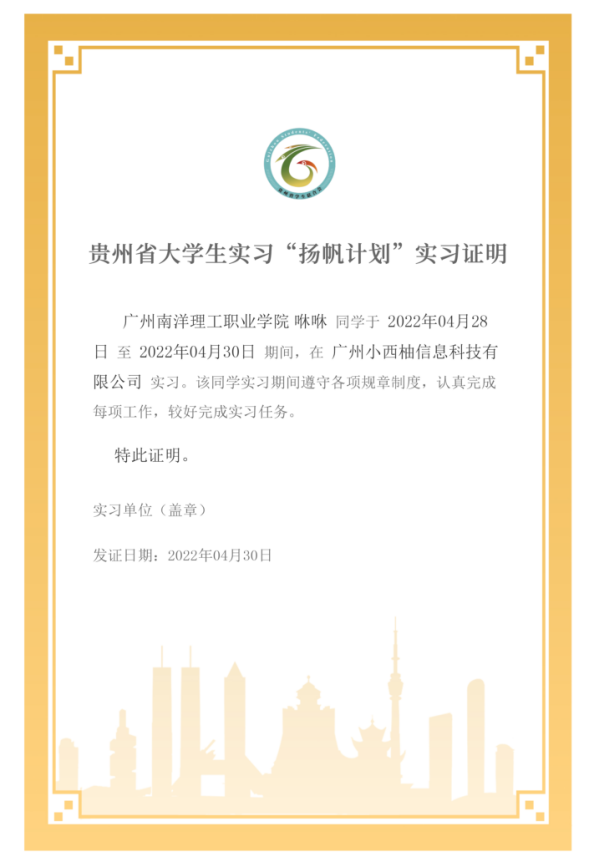 贵州省大学生实习“扬帆计划”实习证明
广州南洋理工职业学院 咻咻 同学于 2022年04月28
日 至 2022年04月30日 期间，在 广州小西柚信息科技有
限公司 实习。该同学实习期间遵守各项规章制度，认真完成
每项工作，较好完成实习任务。
特此证明。
实习单位（盖章）
发证日期：2022年04月30日